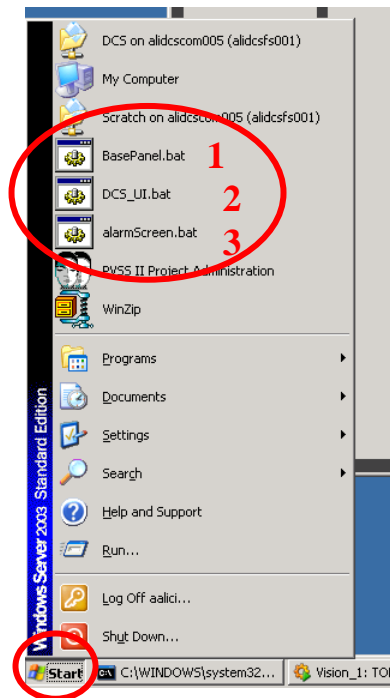 DCS on alidcscom005 (alidcsfs001)
My Computer
Scratch on alidcscom005 (alidcsfs001)
BasePanel.bat 1
DCS_UI.bat 2
alarmScreen.bat 3
PVSS II Project Administration
WinZip
Programs
Documents
Settings
Search
Help and Support
Run...
Log Off aalici...
Shut Down...
Windows Server 2003 Standard Edition
Start C:\WINDOWS\system32... Vision_1: TO